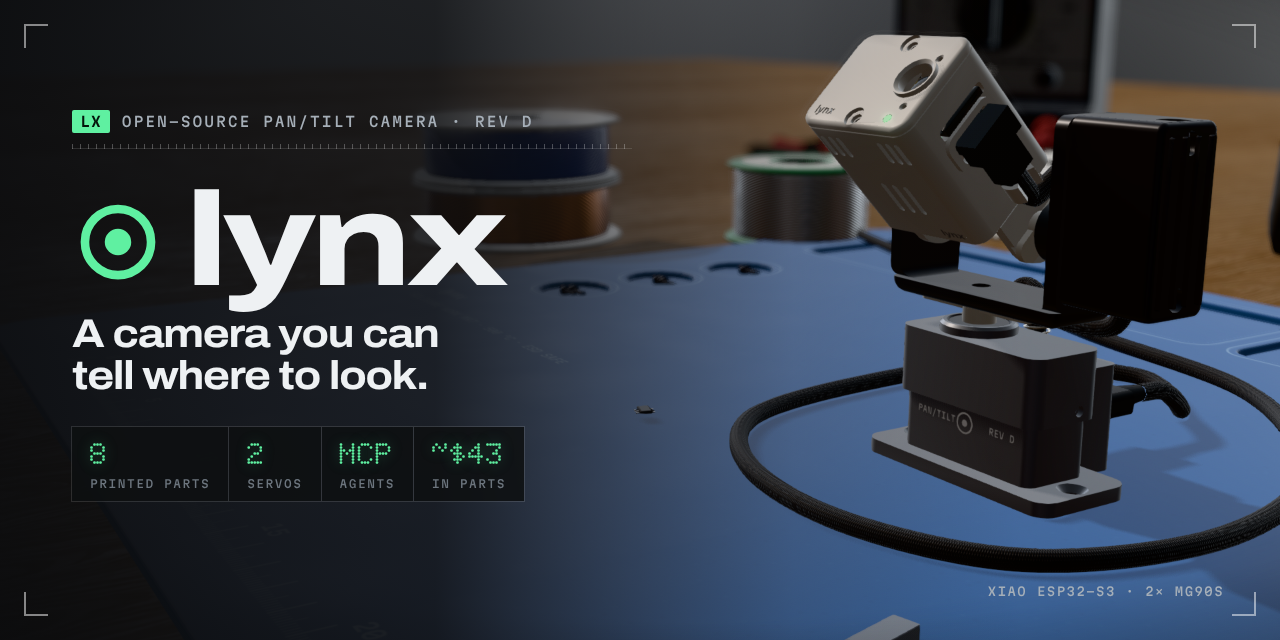 LX OPEN-SOURCE PAN/TILT CAMERA · REV D
lynx
A camera you can
tell where to look.
8 2 MCP ~$43
PRINTED PARTS SERVOS AGENTS IN PARTS
lynx
PAN/TILT REV D
XIAO ESP32-S3 · 2× MG90S